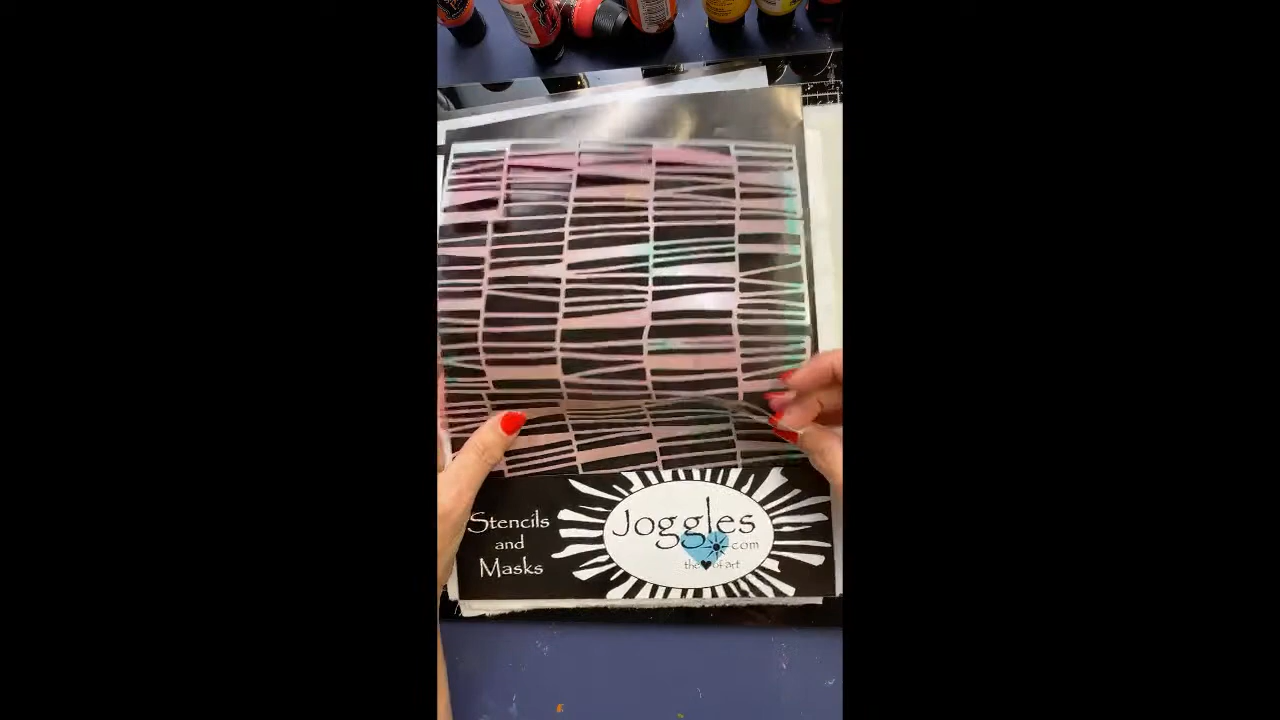 Stencils
and
Masks
Joggles
.com
the of art